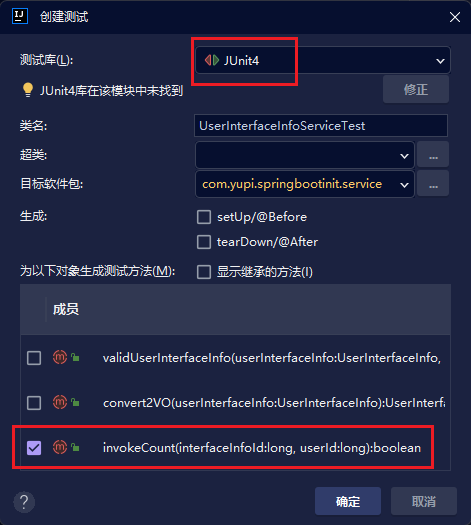 创建测试
测试库(L): JUnit4
JUnit4库在该模块中未找到 修正
类名: UserInterfaceInfoServiceTest
超类: ...
目标软件包: com.yupi.springbootinit.service ...
生成: setUp/@Before
tearDown/@After
为以下对象生成测试方法(M): 显示继承的方法(I)
成员
validUserInterfaceInfo(userInterfaceInfo:UserInterfaceInfo,
convert2VO(userInterfaceInfo:UserInterfaceInfo):UserInterfa
invokeCount(interfaceInfoId:long, userId:long):boolean
? 确定 取消